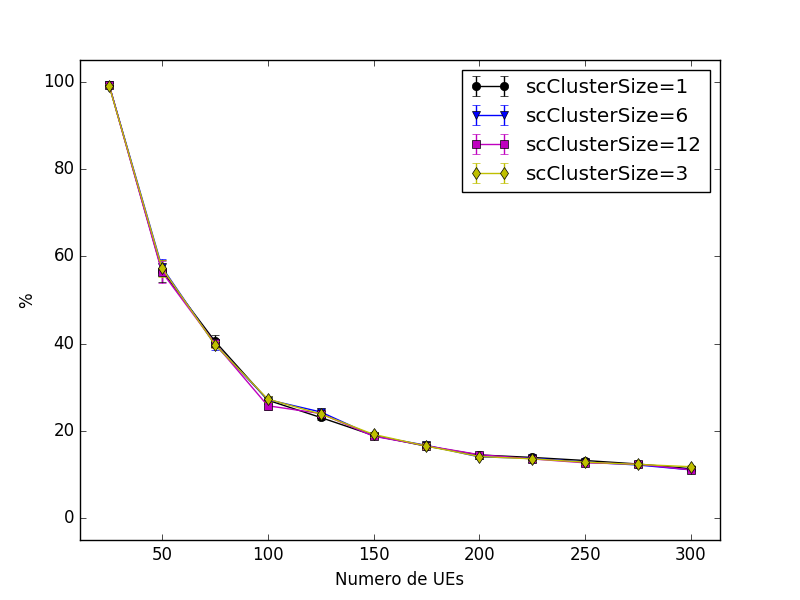 100
80
60
40
20
0
%
50 100 150 200 250 300
Numero de UEs
scClusterSize=1
scClusterSize=6
scClusterSize=12
scClusterSize=3